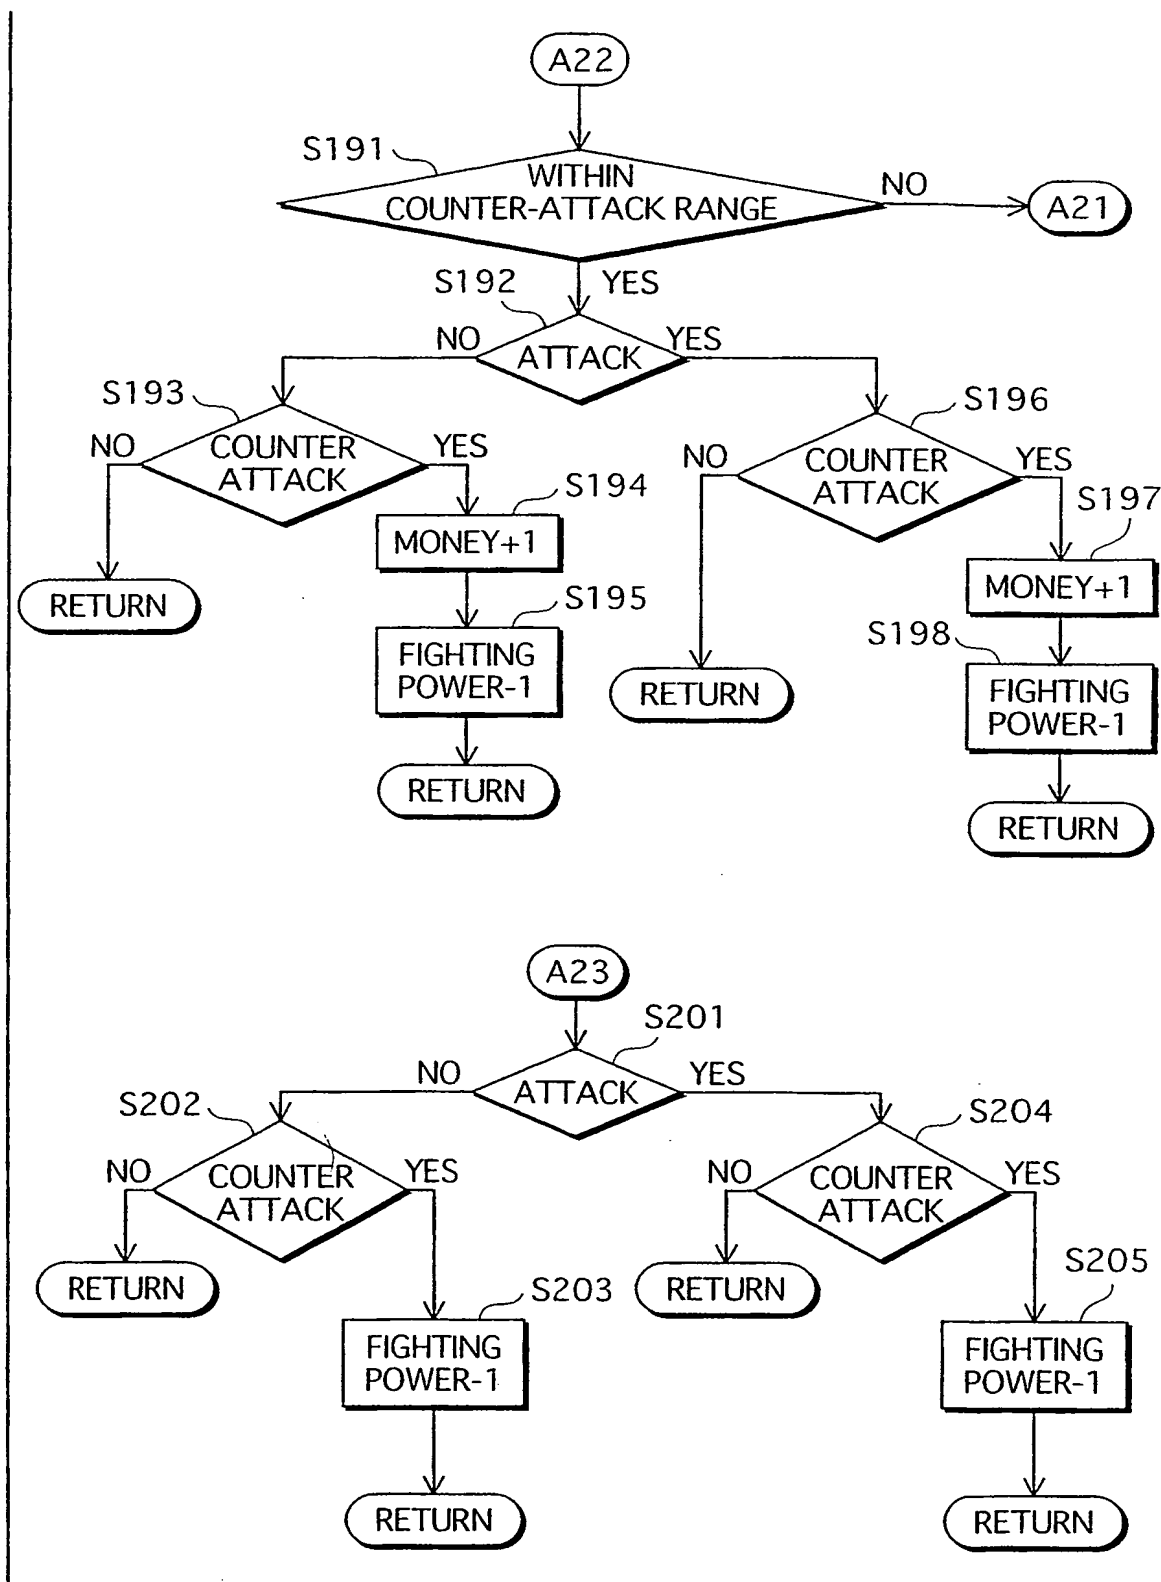 A22
S191
WITHIN
COUNTER-ATTACK RANGE
NO
A21
S192
YES
NO
ATTACK
YES
S193
S196
NO
COUNTER
ATTACK
YES
NO
COUNTER
ATTACK
YES
S194
S197
MONEY+1
MONEY+1
RETURN
S195
S198
FIGHTING
POWER-1
RETURN
FIGHTING
POWER-1
RETURN
RETURN
A23
S201
NO
ATTACK
YES
S202
S204
NO
COUNTER
ATTACK
YES
NO
COUNTER
ATTACK
YES
RETURN
S203
RETURN
S205
FIGHTING
POWER-1
FIGHTING
POWER-1
RETURN
RETURN